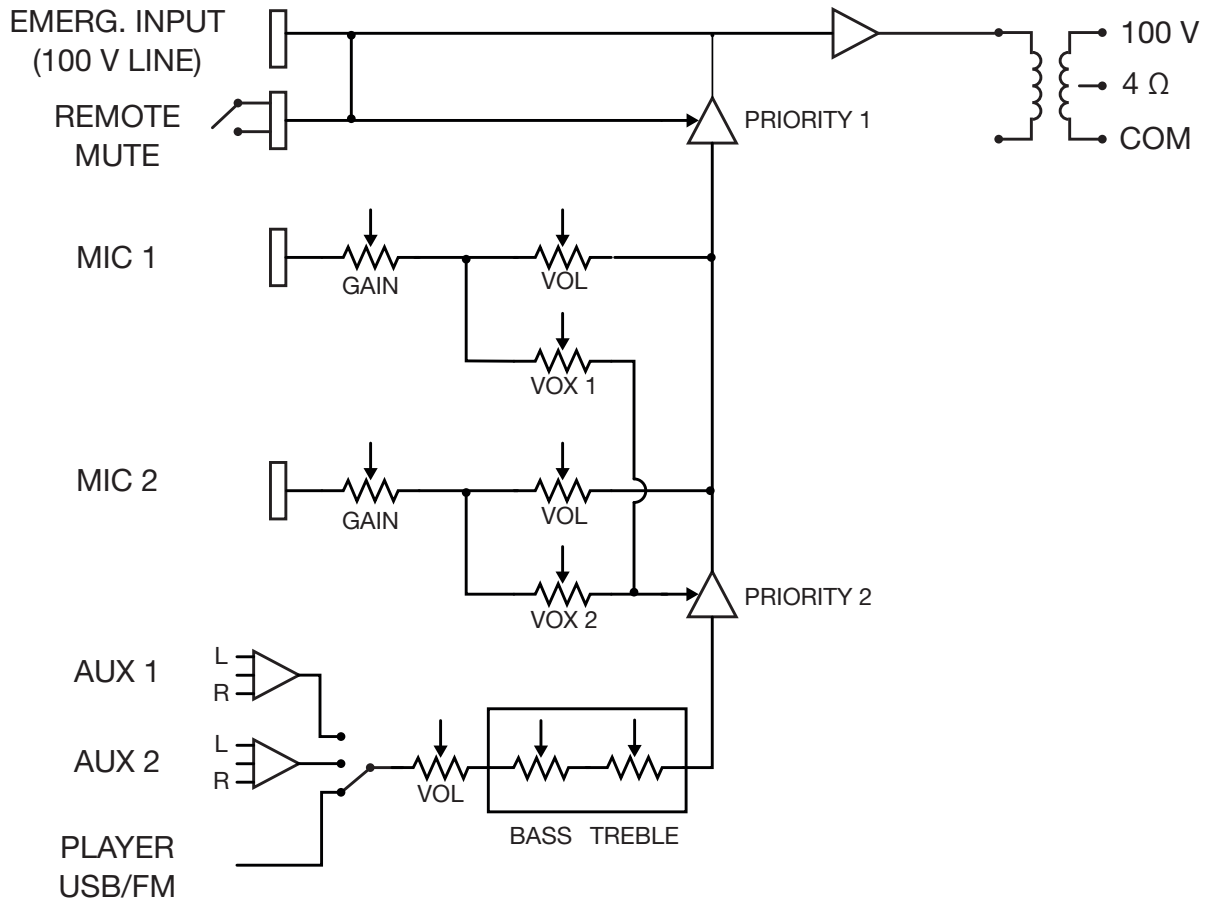 EMERG. INPUT
(100 V LINE)
100 V
4 Ω
COM
REMOTE
MUTE
PRIORITY 1
MIC 1
GAIN
VOL
VOX 1
MIC 2
GAIN
VOL
VOX 2
PRIORITY 2
AUX 1
L
R
AUX 2
L
R
VOL
BASS TREBLE
PLAYER
USB/FM